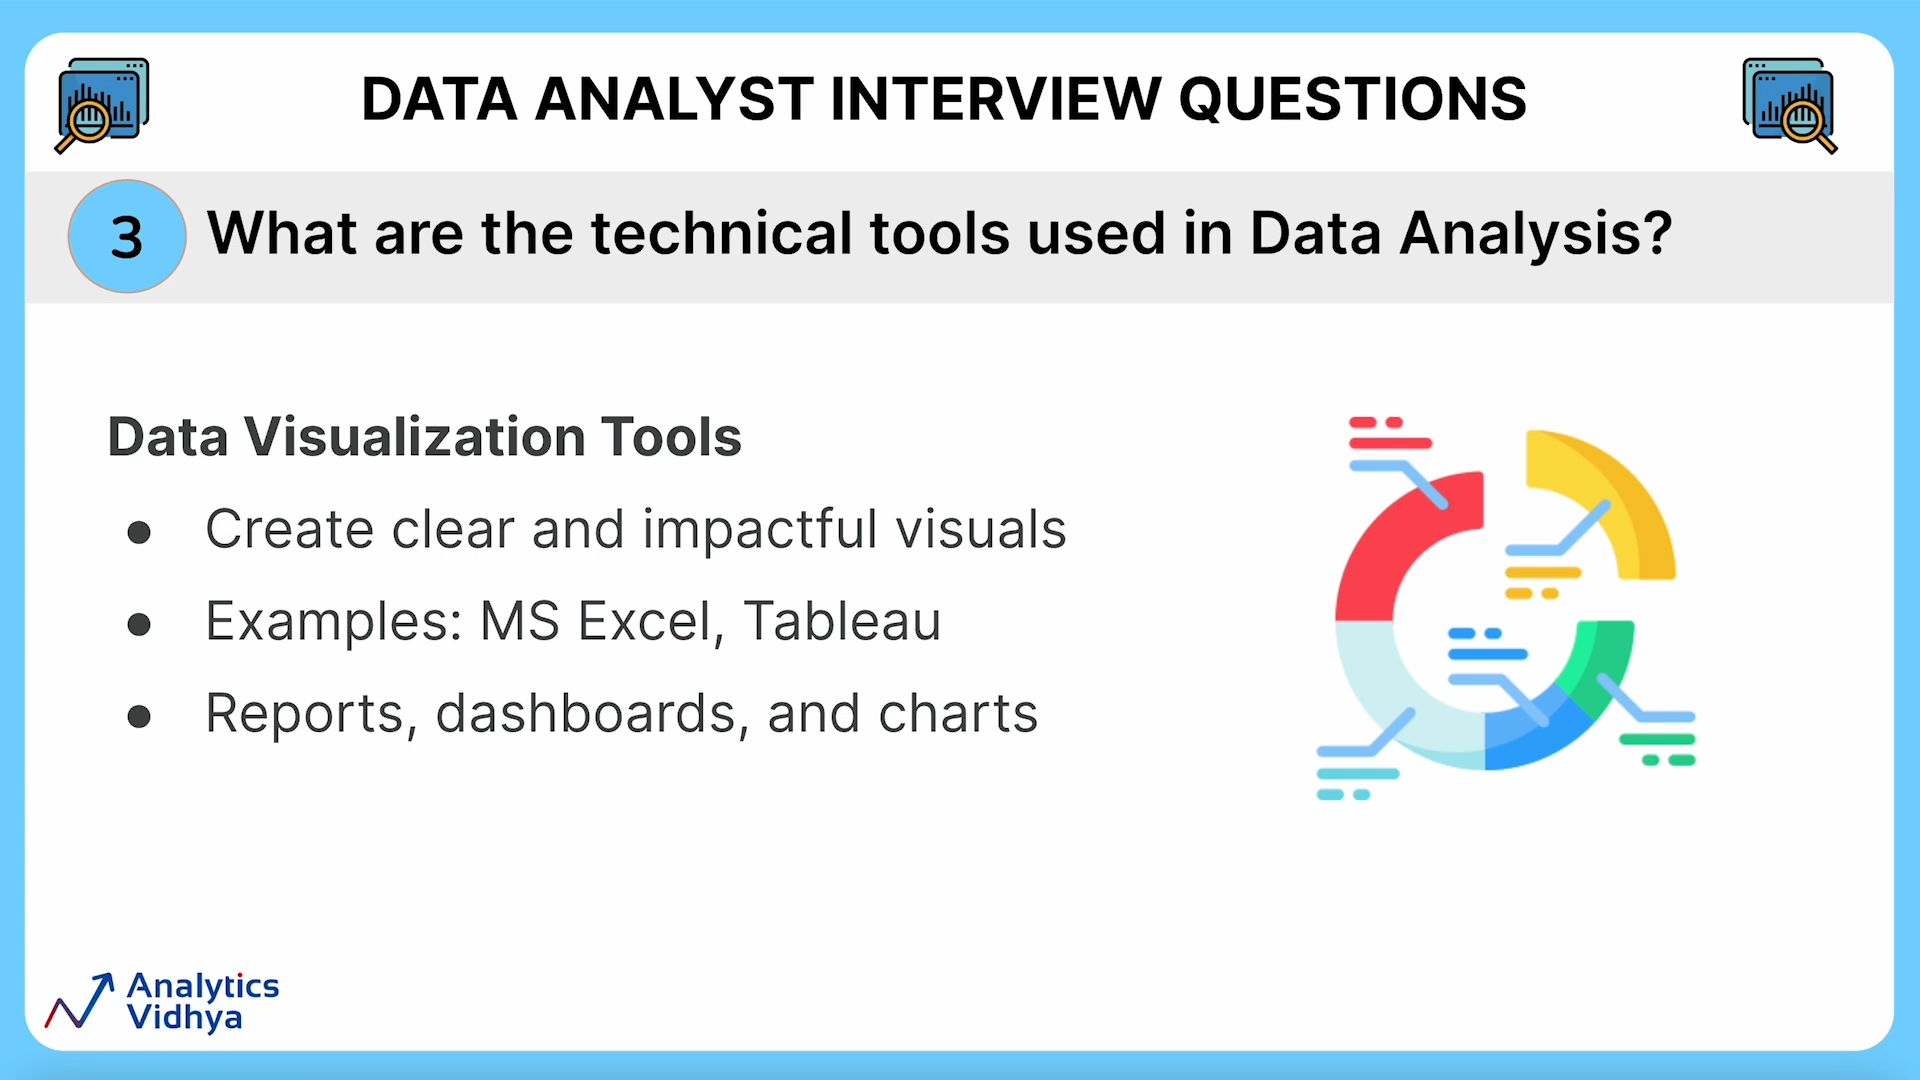 DATA ANALYST INTERVIEW QUESTIONS
3 What are the technical tools used in Data Analysis?
Data Visualization Tools
● Create clear and impactful visuals
● Examples: MS Excel, Tableau
● Reports, dashboards, and charts
Analytics
Vidhya